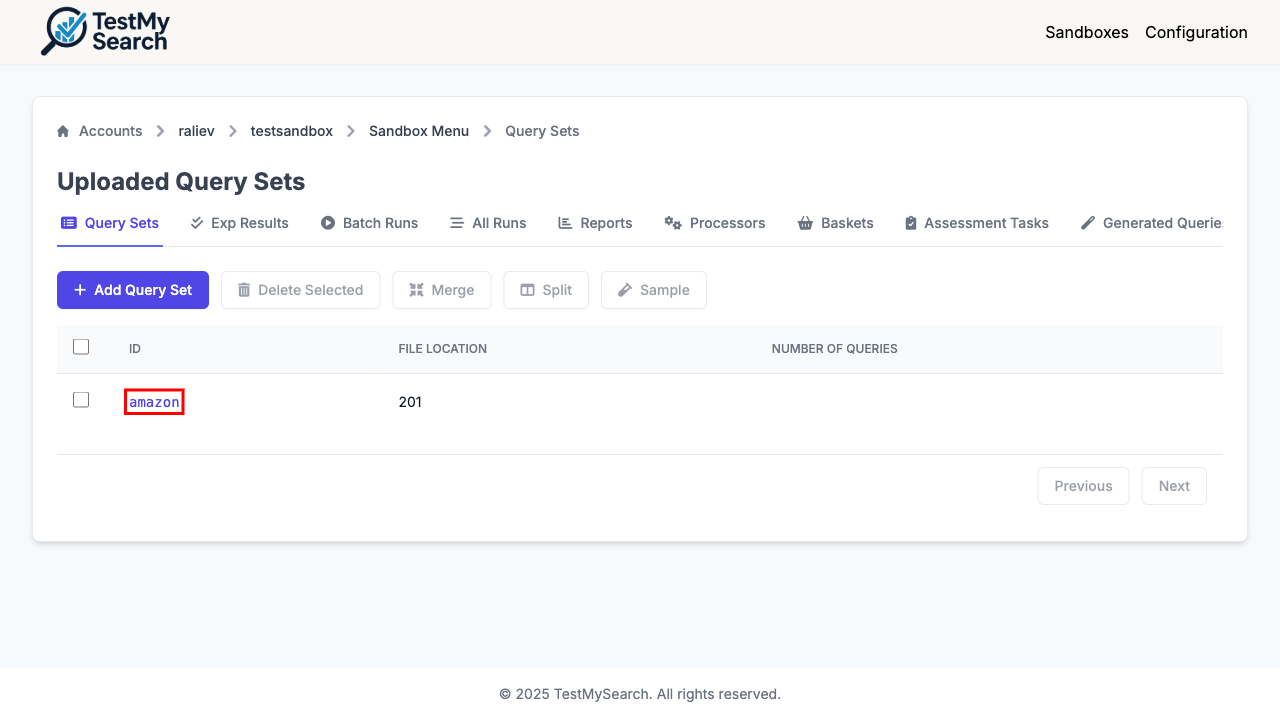 TestMy
Search
Sandboxes Configuration
Accounts raliev testsandbox Sandbox Menu Query Sets
Uploaded Query Sets
Query Sets Exp Results Batch Runs All Runs Reports Processors Baskets Assessment Tasks Generated Querie
+ Add Query Set Delete Selected Merge Split Sample
ID FILE LOCATION NUMBER OF QUERIES
amazon 201
Previous Next
© 2025 TestMySearch. All rights reserved.